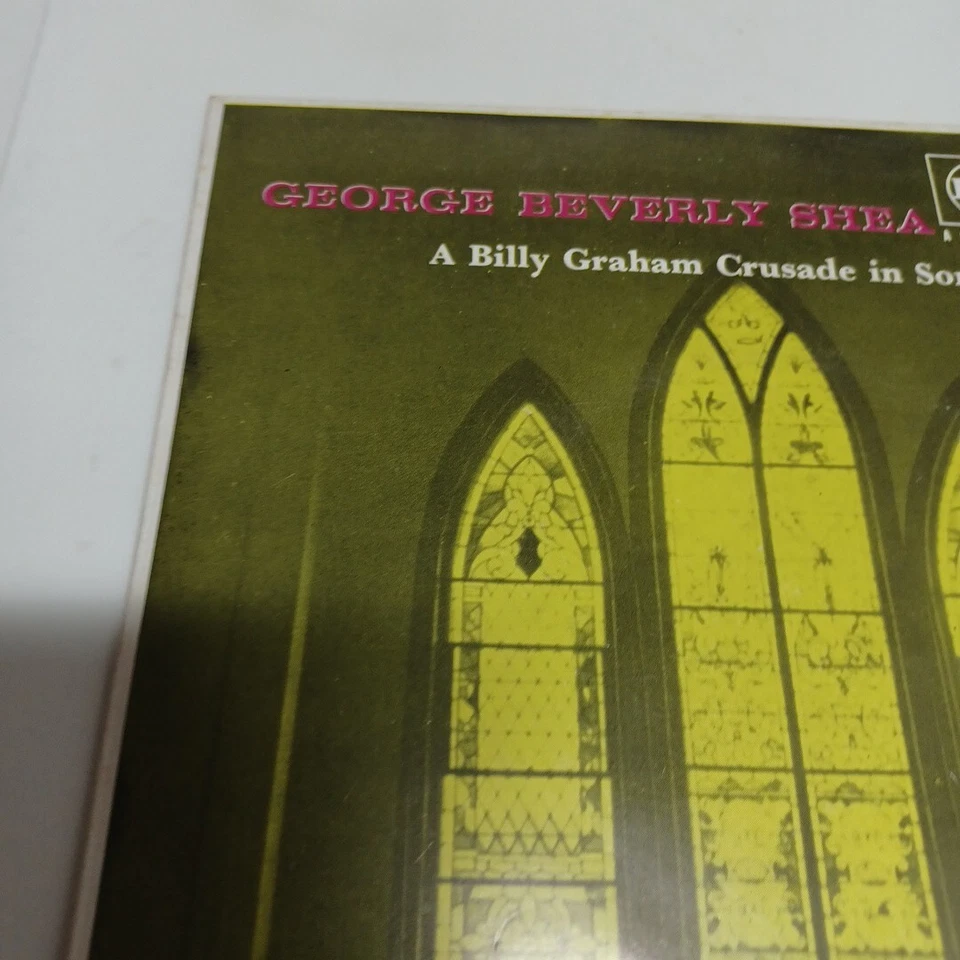 GEORGE BEVERLY SHEA
A Billy Graham Crusade in